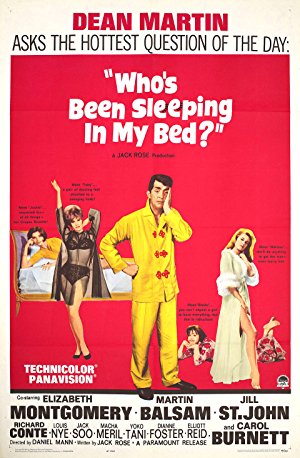 DEAN MARTIN
ASKS THE HOTTEST QUESTION OF THE DAY:
"Who's
Been Sleeping
In My Bed?"
A JACK ROSE Production
TECHNICOLOR®
PANAVISION®
Co-starring ELIZABETH MARTIN JILL
MONTGOMERY · BALSAM · ST. JOHN
RICHARD LOUIS JACK MACHA YOKO DIANNE ELLIOTT and CAROL
CONTE · NYE · SOO · MERIL · TANI · FOSTER · REID · BURNETT
Directed by DANIEL MANN · Written by JACK ROSE · A PARAMOUNT RELEASE